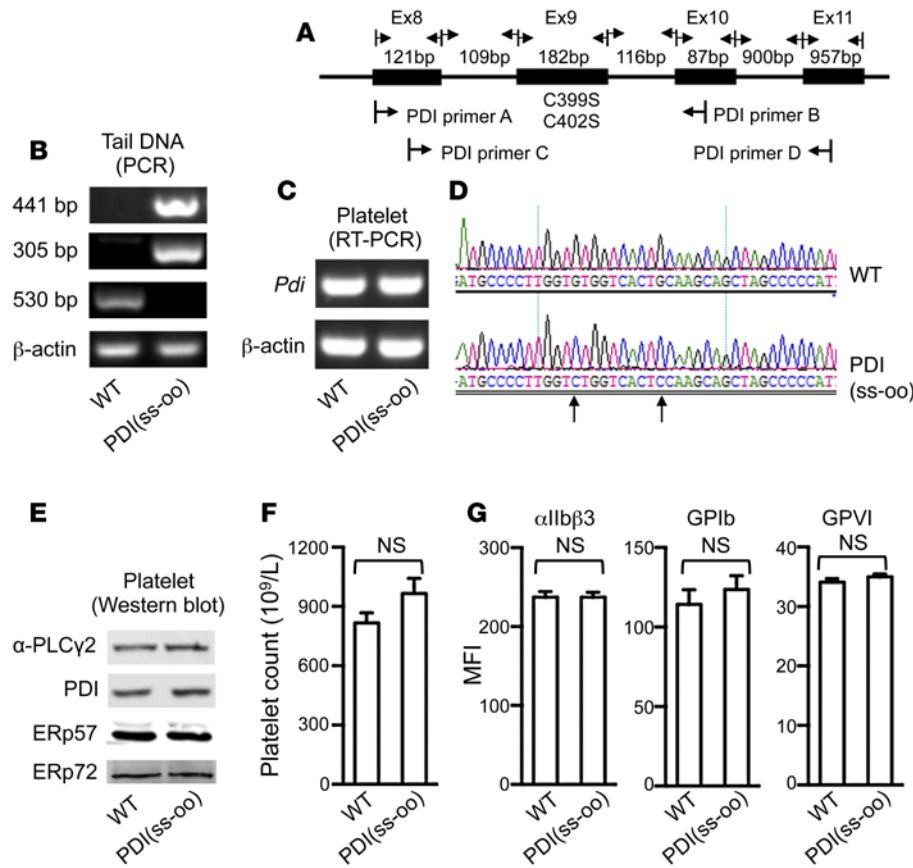 A
Ex8 Ex9 Ex10 Ex11
121bp 109bp 182bp 116bp 87bp 900bp 957bp
C399S
C402S
PDI primer A PDI primer B
PDI primer C PDI primer D
B
Tail DNA
(PCR)
441 bp
305 bp
530 bp
β-actin
WT PDI(ss-oo)
C
Platelet
(RT-PCR)
Pdi
β-actin
WT PDI(ss-oo)
D
GATGCCCCTTGGTGTGGTCACTGCAAGCAGCTAGCCCCCAT
WT
GATGCCCCTTGGTCTGGTCACTCCAAGCAGCTAGCCCCCAT
PDI
(ss-oo)
E
Platelet
(Western blot)
α-PLCγ2
PDI
ERp57
ERp72
WT PDI(ss-oo)
F
Platelet count (10⁹/L)
1200
900
600
300
0
NS
WT PDI(ss-oo)
G
MFI
αIIbβ3
NS
300
200
100
0
WT PDI(ss-oo)
GPIb
NS
150
100
50
0
WT PDI(ss-oo)
GPVI
NS
40
30
20
10
0
WT PDI(ss-oo)